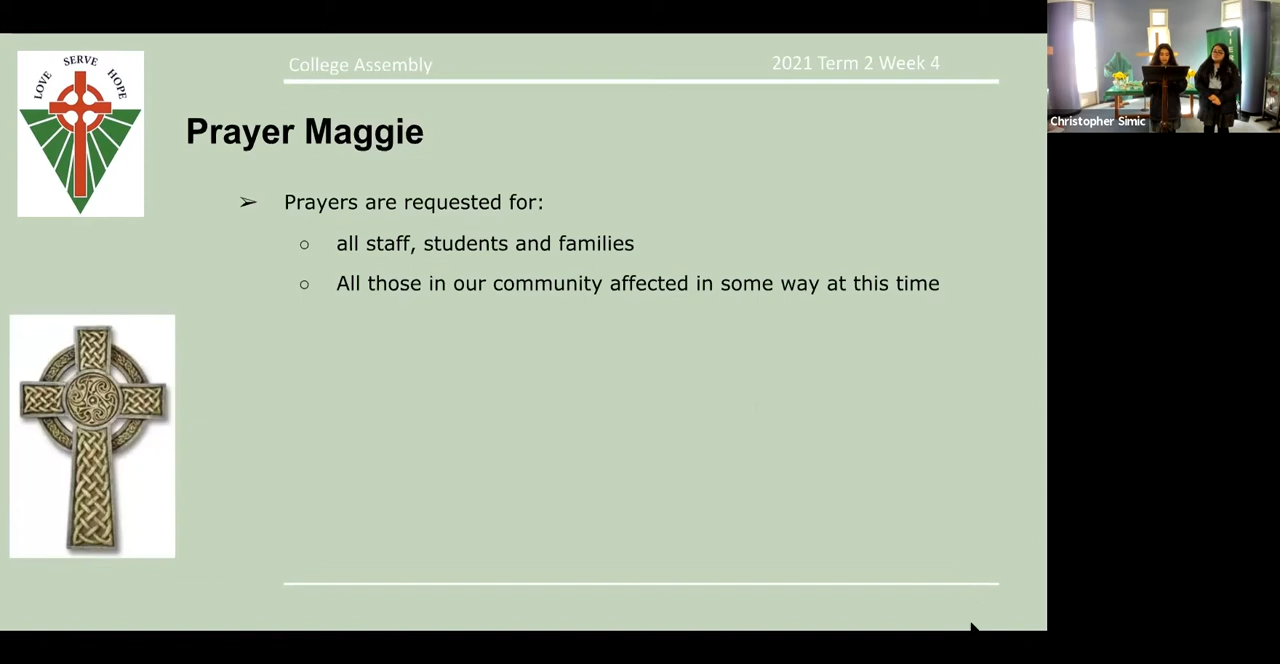 LOVE SERVE HOPE
College Assembly
2021 Term 2 Week 4
Prayer Maggie
➢ Prayers are requested for:
○ all staff, students and families
○ All those in our community affected in some way at this time
Christopher Simic